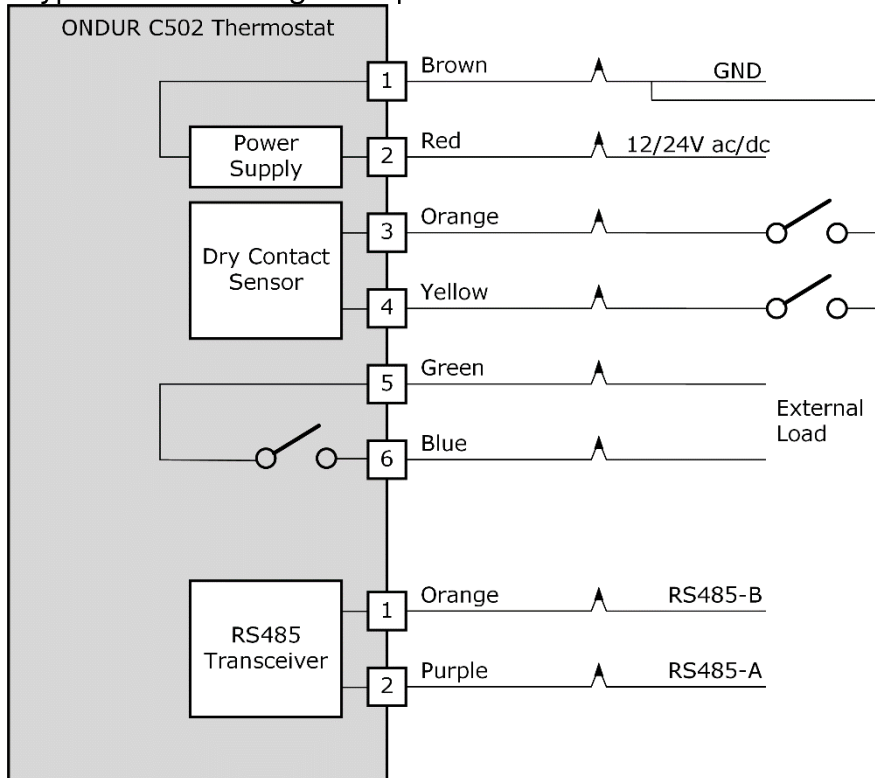 ONDUR C502 Thermostat
1 Brown GND
Power
Supply
2 Red 12/24V ac/dc
3 Orange
Dry Contact
Sensor
4 Yellow
5 Green
External
Load
6 Blue
1 Orange RS485-B
RS485
Transceiver
2 Purple RS485-A